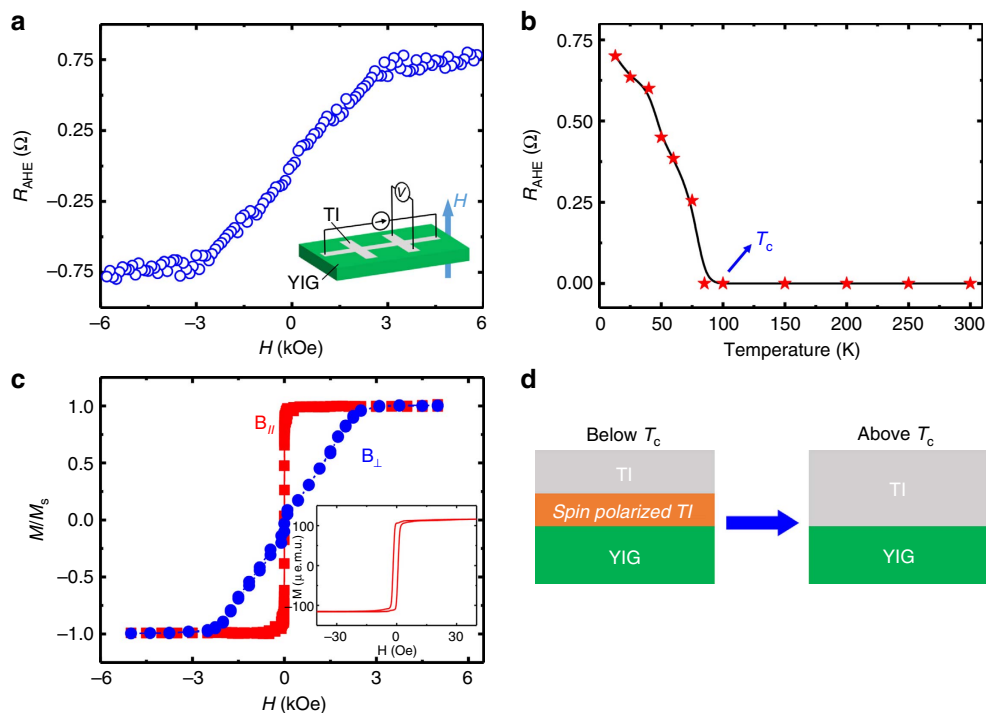 a
0.75
0.25
−0.25
−0.75
R_AHE (Ω)
−6
−3
0
3
6
H (kOe)
TI
YIG
V
H
b
0.75
0.50
0.25
0.00
R_AHE (Ω)
T_c
0
50
100
150
200
250
300
Temperature (K)
c
1.0
0.5
0.0
−0.5
−1.0
M/M_s
B_//
B_⊥
−6
−3
0
3
6
H (kOe)
100
0
−100
M (μ e.m.u.)
−30
0
30
H (Oe)
d
Below T_c
TI
Spin polarized TI
YIG
Above T_c
TI
YIG